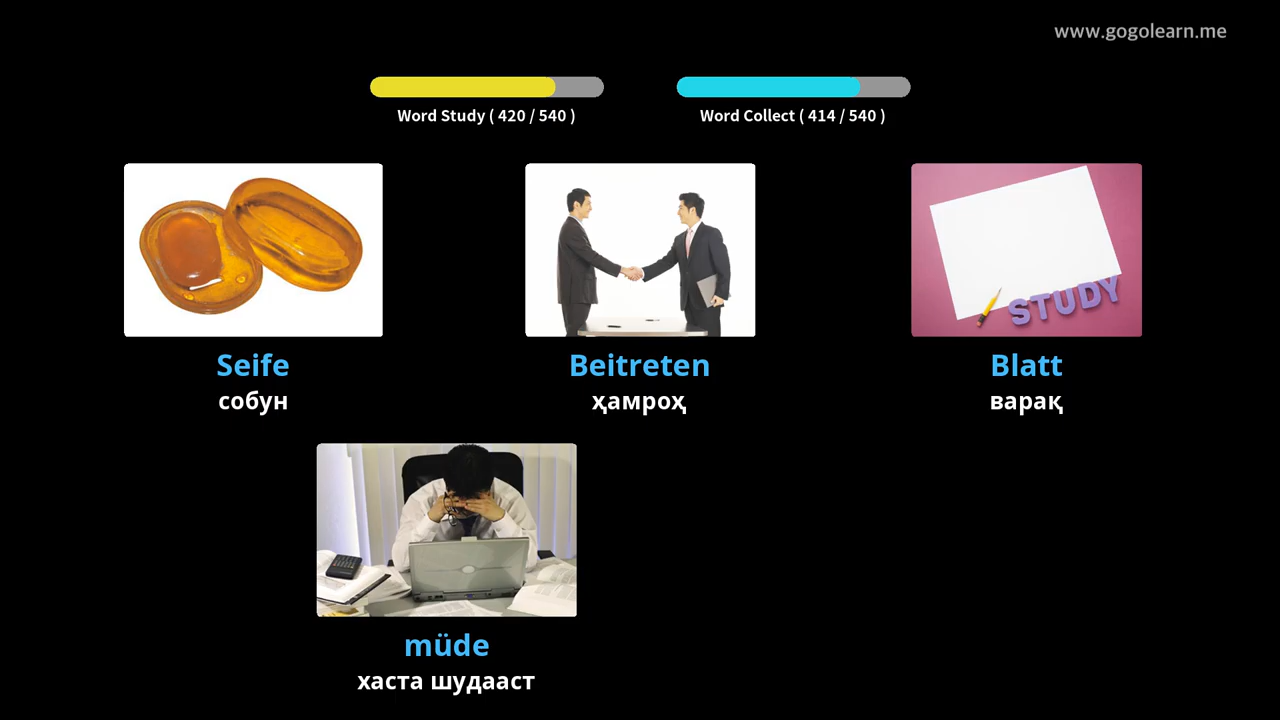 www.gogolearn.me
Word Study ( 420 / 540 )
Word Collect ( 414 / 540 )
STUDY
Seife
собун
Beitreten
ҳамроҳ
Blatt
варақ
müde
хаста шудааст